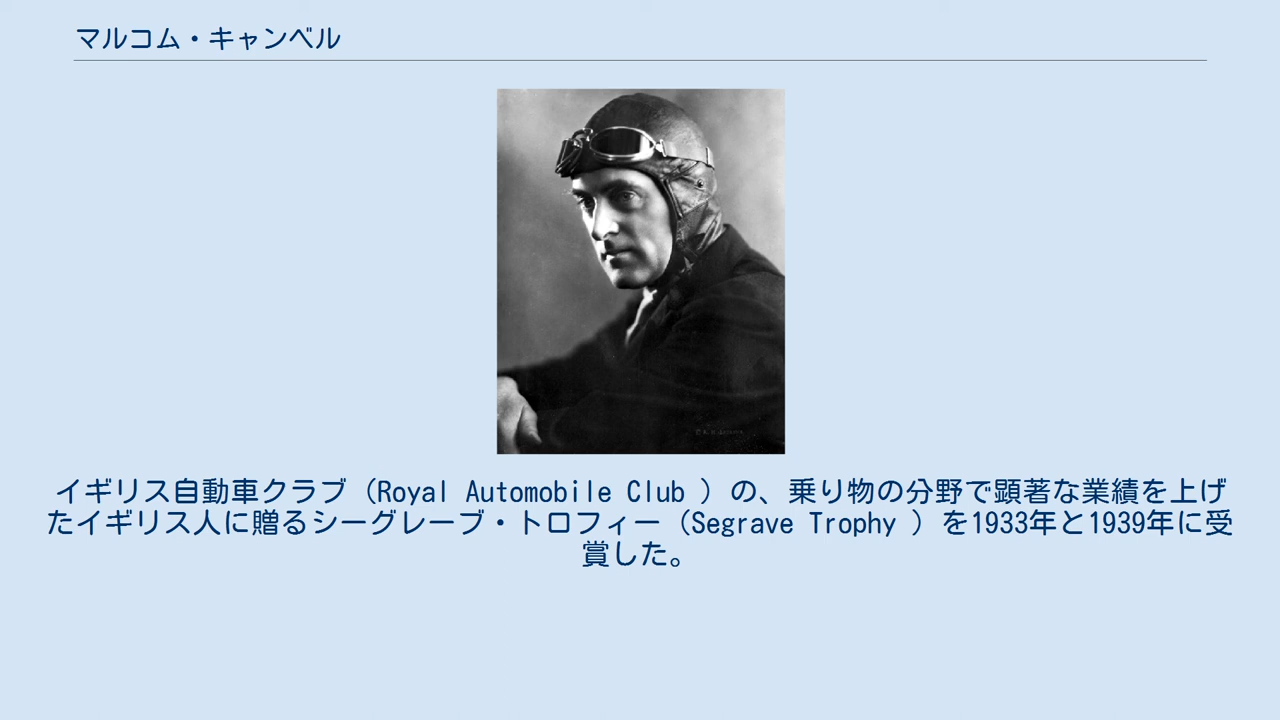 マルコム・キャンベル
イギリス自動車クラブ（Royal Automobile Club ）の、乗り物の分野で顕著な業績を上げ
たイギリス人に贈るシーグレーブ・トロフィー（Segrave Trophy ）を1933年と1939年に受
賞した。